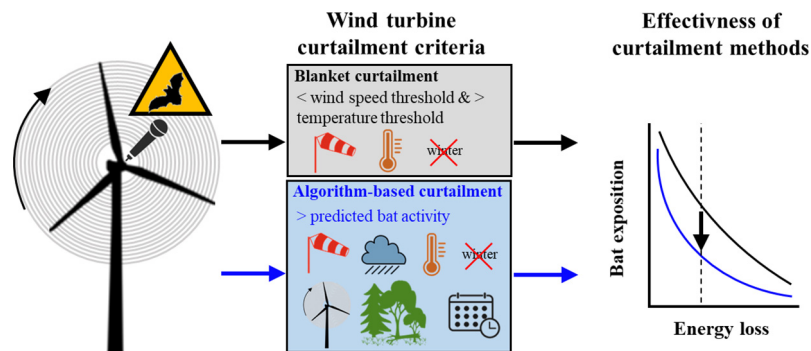 Wind turbine
curtailment criteria
Effectivness of
curtailment methods
Blanket curtailment
< wind speed threshold & >
temperature threshold
winter
Algorithm-based curtailment
> predicted bat activity
winter
Bat exposition
Energy loss